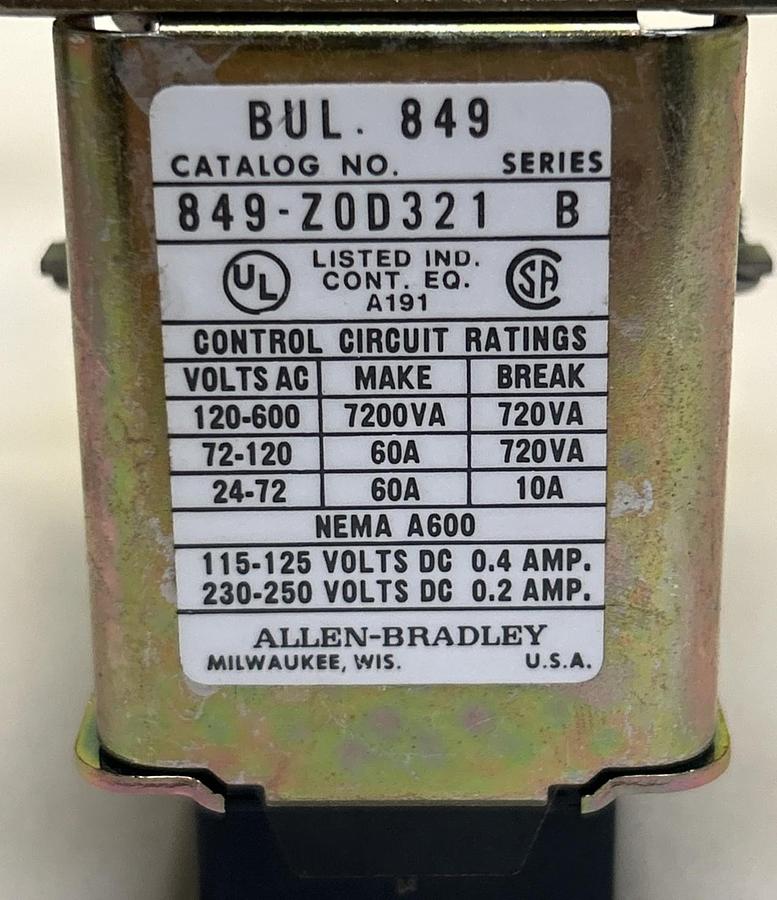 BUL. 849
CATALOG NO. SERIES
849-Z0D321 B
UL LISTED IND. CONT. EQ. A191 SA
CONTROL CIRCUIT RATINGS
VOLTS AC MAKE BREAK
120-600 7200VA 720VA
72-120 60A 720VA
24-72 60A 10A
NEMA A600
115-125 VOLTS DC 0.4 AMP.
230-250 VOLTS DC 0.2 AMP.
ALLEN-BRADLEY
MILWAUKEE, WIS. U.S.A.